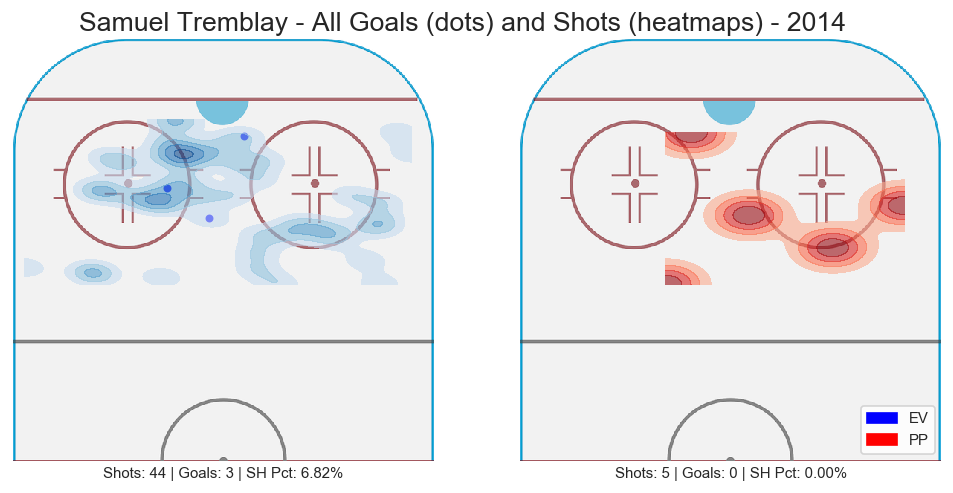 Samuel Tremblay - All Goals (dots) and Shots (heatmaps) - 2014
EV
PP
Shots: 44 | Goals: 3 | SH Pct: 6.82%
Shots: 5 | Goals: 0 | SH Pct: 0.00%